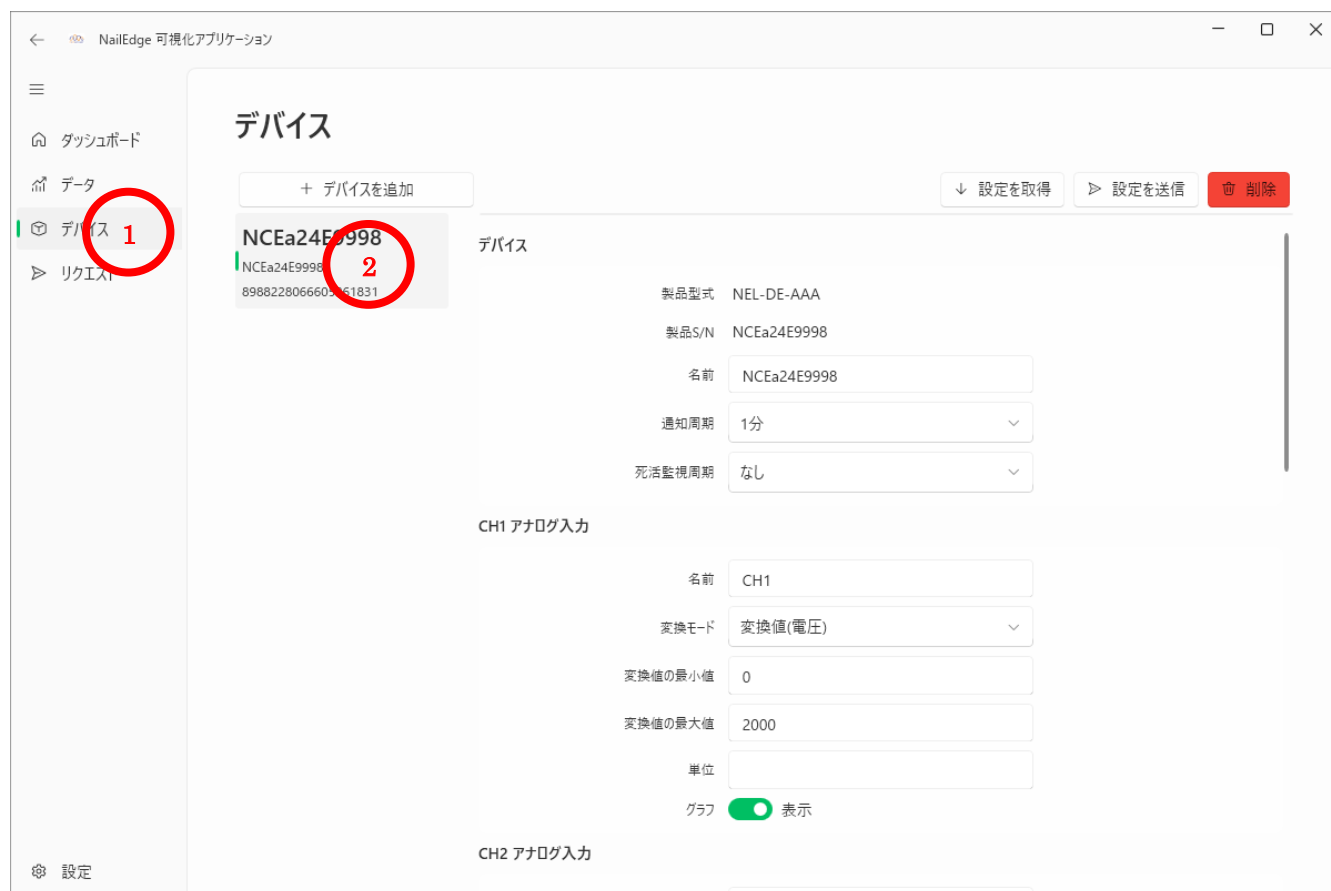 NailEdge 可視化アプリケーション
ダッシュボード
データ
デバイス
1
リクエスト
設定
デバイス
デバイスを追加
設定を取得
設定を送信
削除
NCEa24E9998
2
NCEa24E9998
デバイス
製品型式 NEL-DE-AAA
製品S/N NCEa24E9998
名前 NCEa24E9998
通知周期 1分
死活監視周期 なし
CH1 アナログ入力
名前 CH1
変換モード 変換値(電圧)
変換値の最小値 0
変換値の最大値 2000
単位
グラフ 表示
CH2 アナログ入力